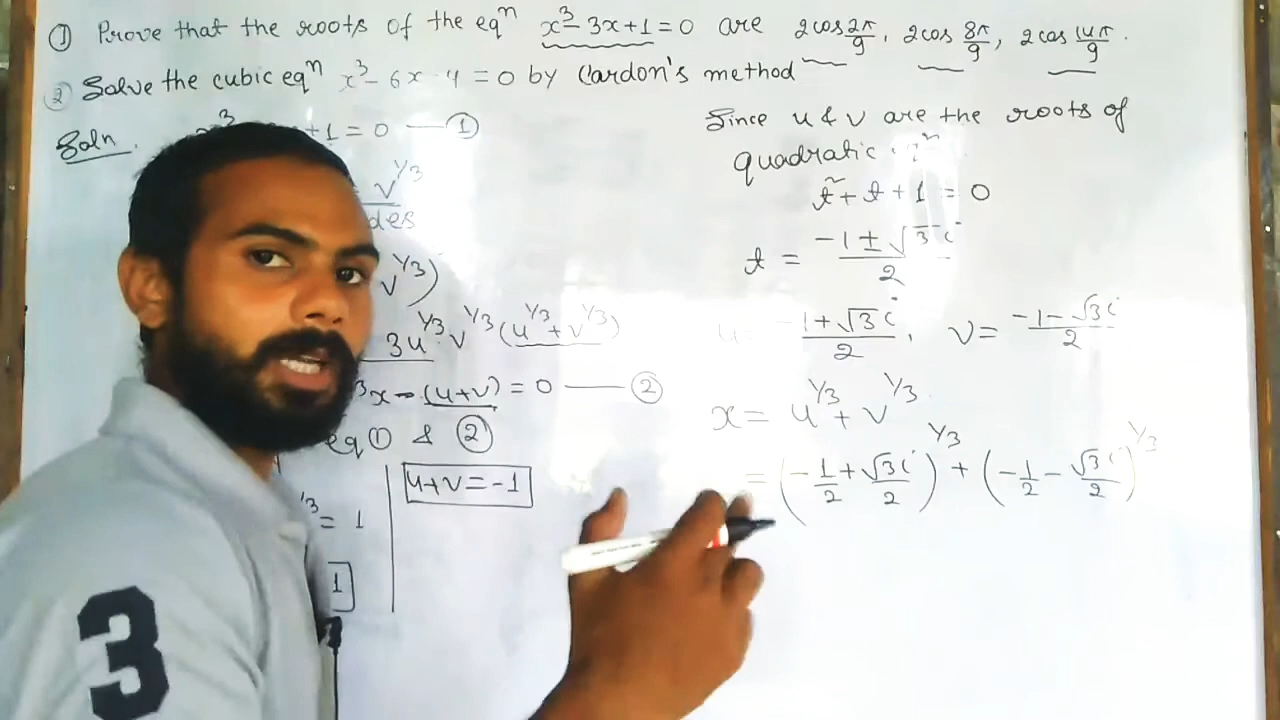 ① Prove that the roots of the eqⁿ x³-3x+1=0 are 2cos 2π/9, 2cos 8π/9, 2cos 14π/9.
② Solve the cubic eqⁿ x³-6x-4=0 by Cardon's method
Soln.
+1 = 0 — ①
v^1/3
des
v^1/3)
3u^1/3 v^1/3 (u^1/3+v^1/3)
x-(u+v)=0 — ②
eq ① & ②
= 1
u+v=-1
1
Since u & v are the roots of
quadratic
t²+t+1=0
t = (-1±√3 i)/2
u= (-1+√3 i)/2, v= (-1-√3 i)/2
x= u^1/3+v^1/3
= (-1/2+√3 i/2)^1/3 + (-1/2-√3 i/2)^1/3
3